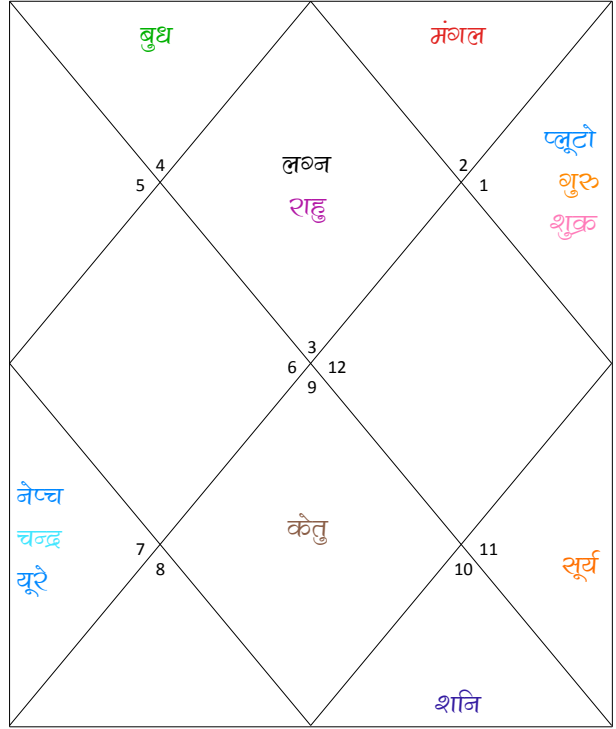 बुध
मंगल
प्लूटो
गुरु
शुक्र
लग्न
राहु
4
5
2
1
3
6
12
9
नेप्च
चन्द्र
यूरे
केतु
सूर्य
7
8
11
10
शनि